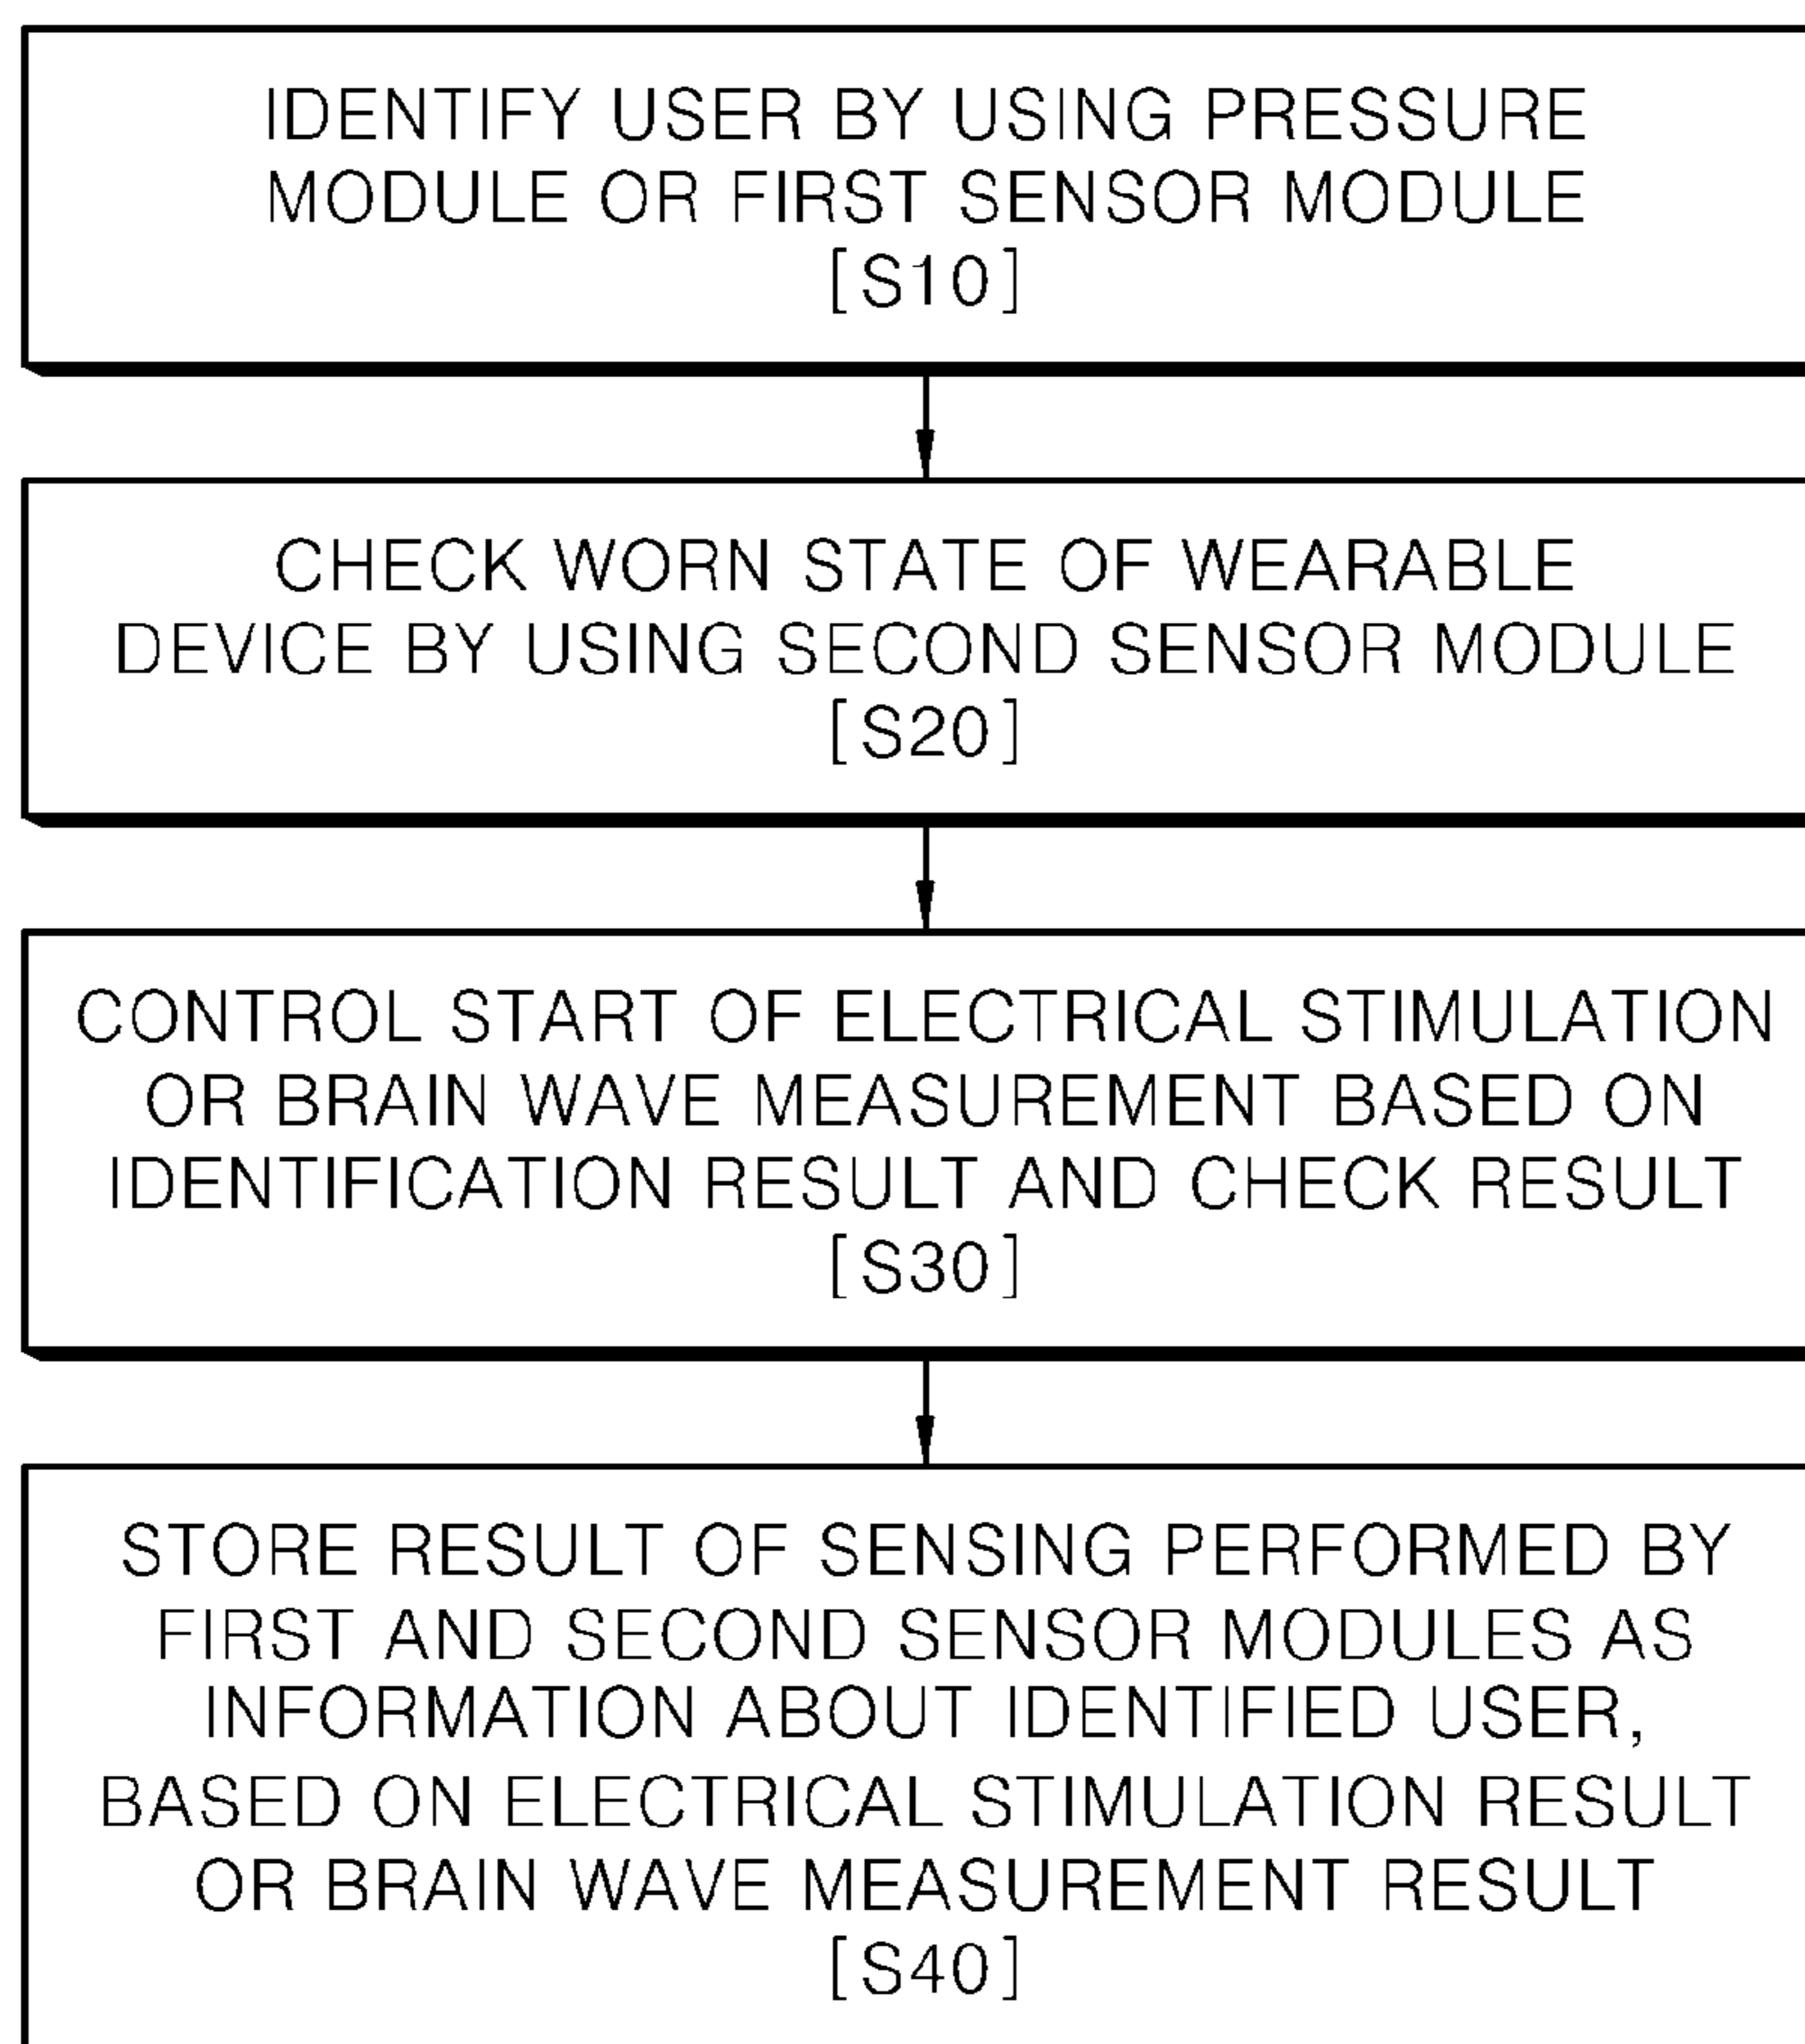 IDENTIFY USER BY USING PRESSURE
MODULE OR FIRST SENSOR MODULE
[S10]
CHECK WORN STATE OF WEARABLE
DEVICE BY USING SECOND SENSOR MODULE
[S20]
CONTROL START OF ELECTRICAL STIMULATION
OR BRAIN WAVE MEASUREMENT BASED ON
IDENTIFICATION RESULT AND CHECK RESULT
[S30]
STORE RESULT OF SENSING PERFORMED BY
FIRST AND SECOND SENSOR MODULES AS
INFORMATION ABOUT IDENTIFIED USER,
BASED ON ELECTRICAL STIMULATION RESULT
OR BRAIN WAVE MEASUREMENT RESULT
[S40]